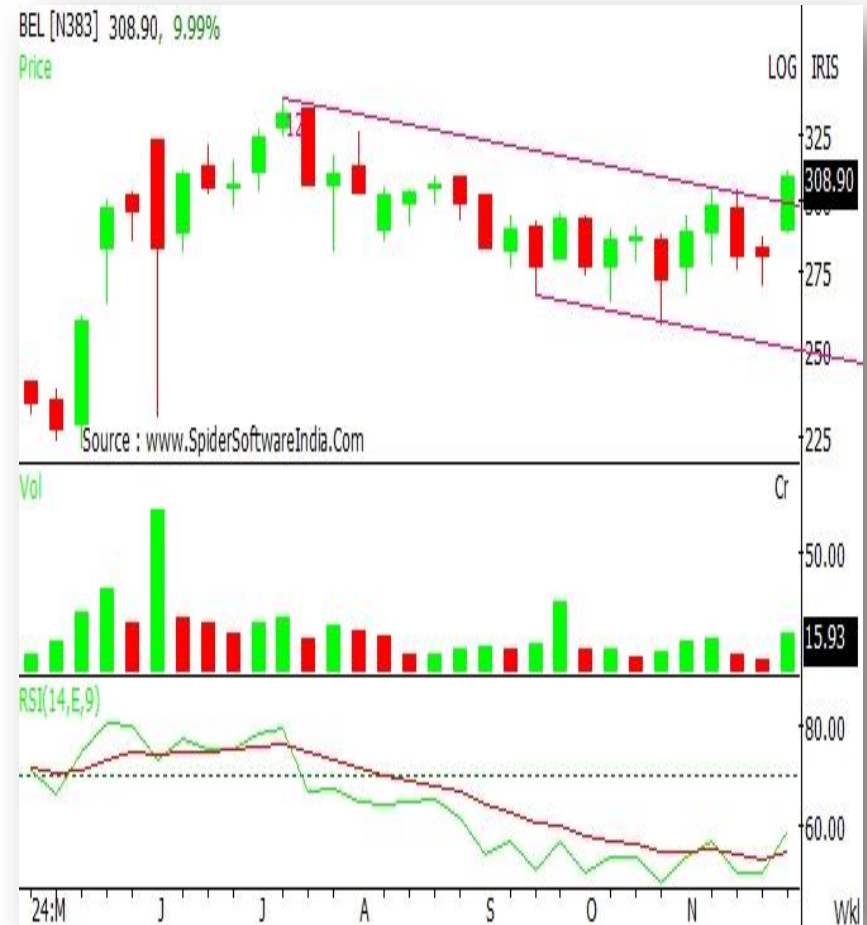 BEL [N383] 308.90, 9.99%
Price
LOG IRIS
325
308.90
300
275
250
225
Source : www.SpiderSoftwareIndia.Com
Vol
Cr
50.00
15.93
RSI(14,E,9)
80.00
60.00
24:M J J A S O N Wkl